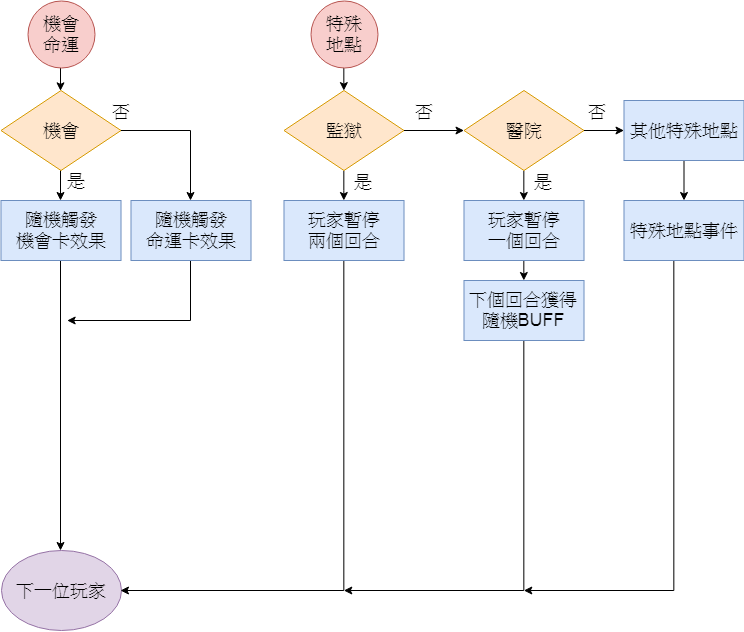 機會
命運
特殊
地點
機會
否
是
隨機觸發
機會卡效果
隨機觸發
命運卡效果
監獄
否
是
玩家暫停
兩個回合
醫院
否
是
玩家暫停
一個回合
下個回合獲得
隨機BUFF
其他特殊地點
特殊地點事件
下一位玩家